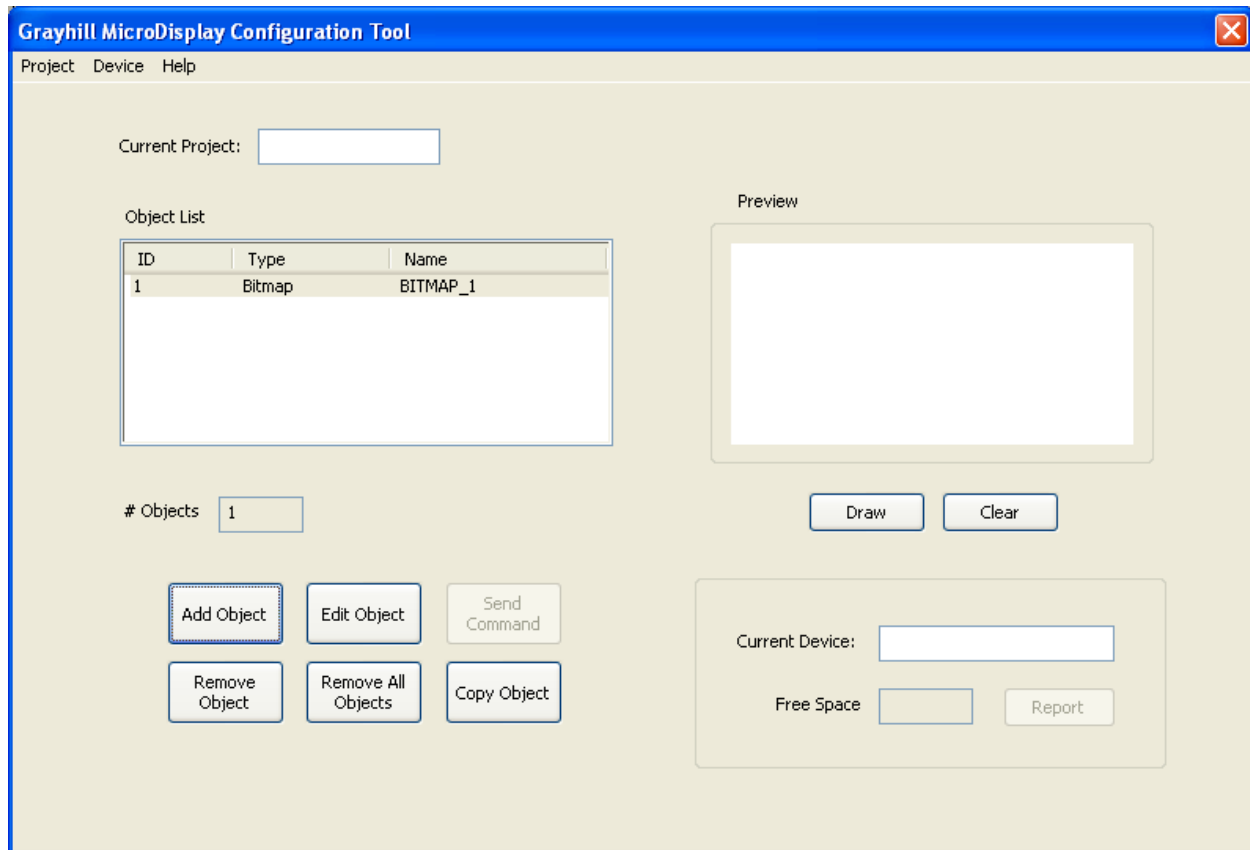 Grayhill MicroDisplay Configuration Tool
Project Device Help
Current Project:
Object List
ID Type Name
1 Bitmap BITMAP_1
# Objects 1
Add Object Edit Object Send Command
Remove Object Remove All Objects Copy Object
Preview
Draw Clear
Current Device:
Free Space Report